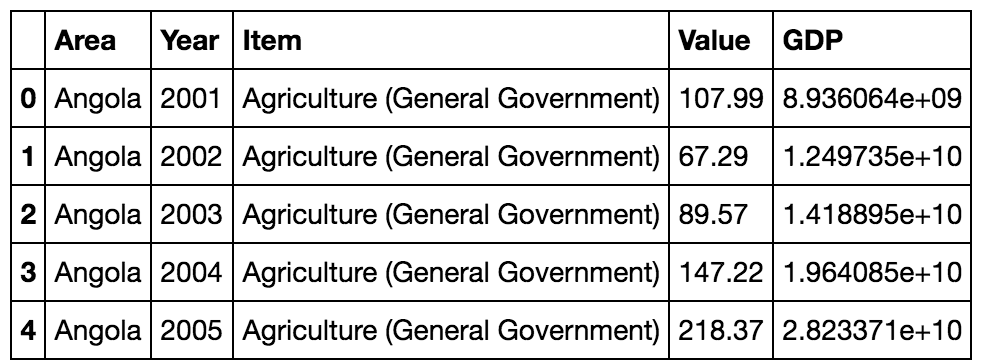 Area Year Item Value GDP
0 Angola 2001 Agriculture (General Government) 107.99 8.936064e+09
1 Angola 2002 Agriculture (General Government) 67.29 1.249735e+10
2 Angola 2003 Agriculture (General Government) 89.57 1.418895e+10
3 Angola 2004 Agriculture (General Government) 147.22 1.964085e+10
4 Angola 2005 Agriculture (General Government) 218.37 2.823371e+10